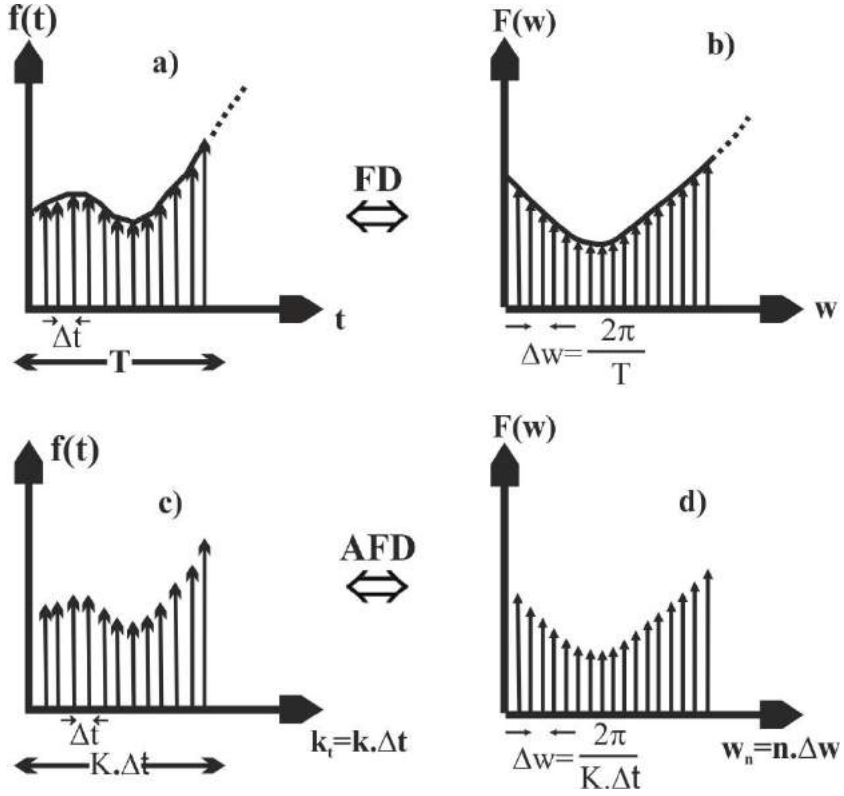 f(t)
a)
Δt
T
t
FD
F(w)
b)
w
Δw=2π/T
f(t)
c)
Δt
K.Δt
kₜ=k.Δt
AFD
F(w)
d)
Δw=2π/K.Δt
wₙ=n.Δw